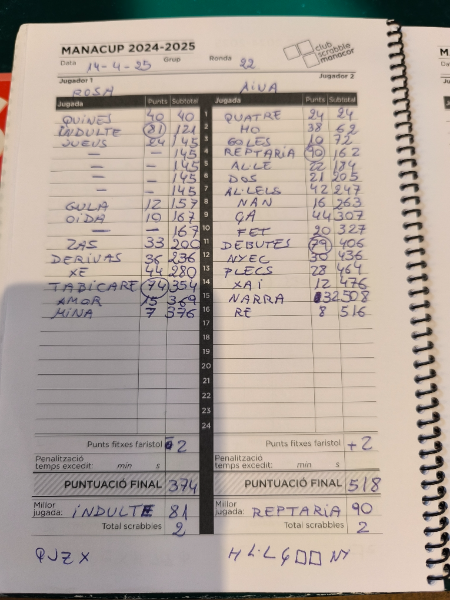 MANACUP 2024-2025
club scrabble manacor
Data 14-4-25 Grup Ronda 22
Jugador 1 Jugador 2
ROSA AINA
Jugada Punts Subtotal Jugada Punts Subtotal
QUINES 40 40 1 QUATRE 24 24
INDULTE 81 121 2 HO 38 62
JUEUS 24 145 3 GOLES 10 72
— — 145 4 REPTARIA 90 162
— — 145 5 ALLE 22 184
— — 145 6 DOS 21 205
— — 145 7 AL·LELS 42 247
GULA 12 157 8 NAN 16 263
OÏDA 10 167 9 ÇA 44 307
— — 167 10 FET 20 327
ZAS 33 200 11 DEBUTES 79 406
DERIVAS 36 236 12 NYEC 30 436
XE 44 280 13 PLECS 28 464
TABICARE 74 354 14 XAI 12 476
AMOR 15 369 15 NARRA 32 508
MINA 7 376 16 RE 8 516
17
18
19
20
21
22
23
24
Punts fitxes faristol -2 Punts fitxes faristol +2
Penalització temps excedit: min s Penalització temps excedit: min s
PUNTUACIÓ FINAL 374 PUNTUACIÓ FINAL 518
Millor jugada: INDULTE 81 Millor jugada: REPTARIA 90
Total scrabbles 2 Total scrabbles 2
QJZX H L·L Ç □□ NY